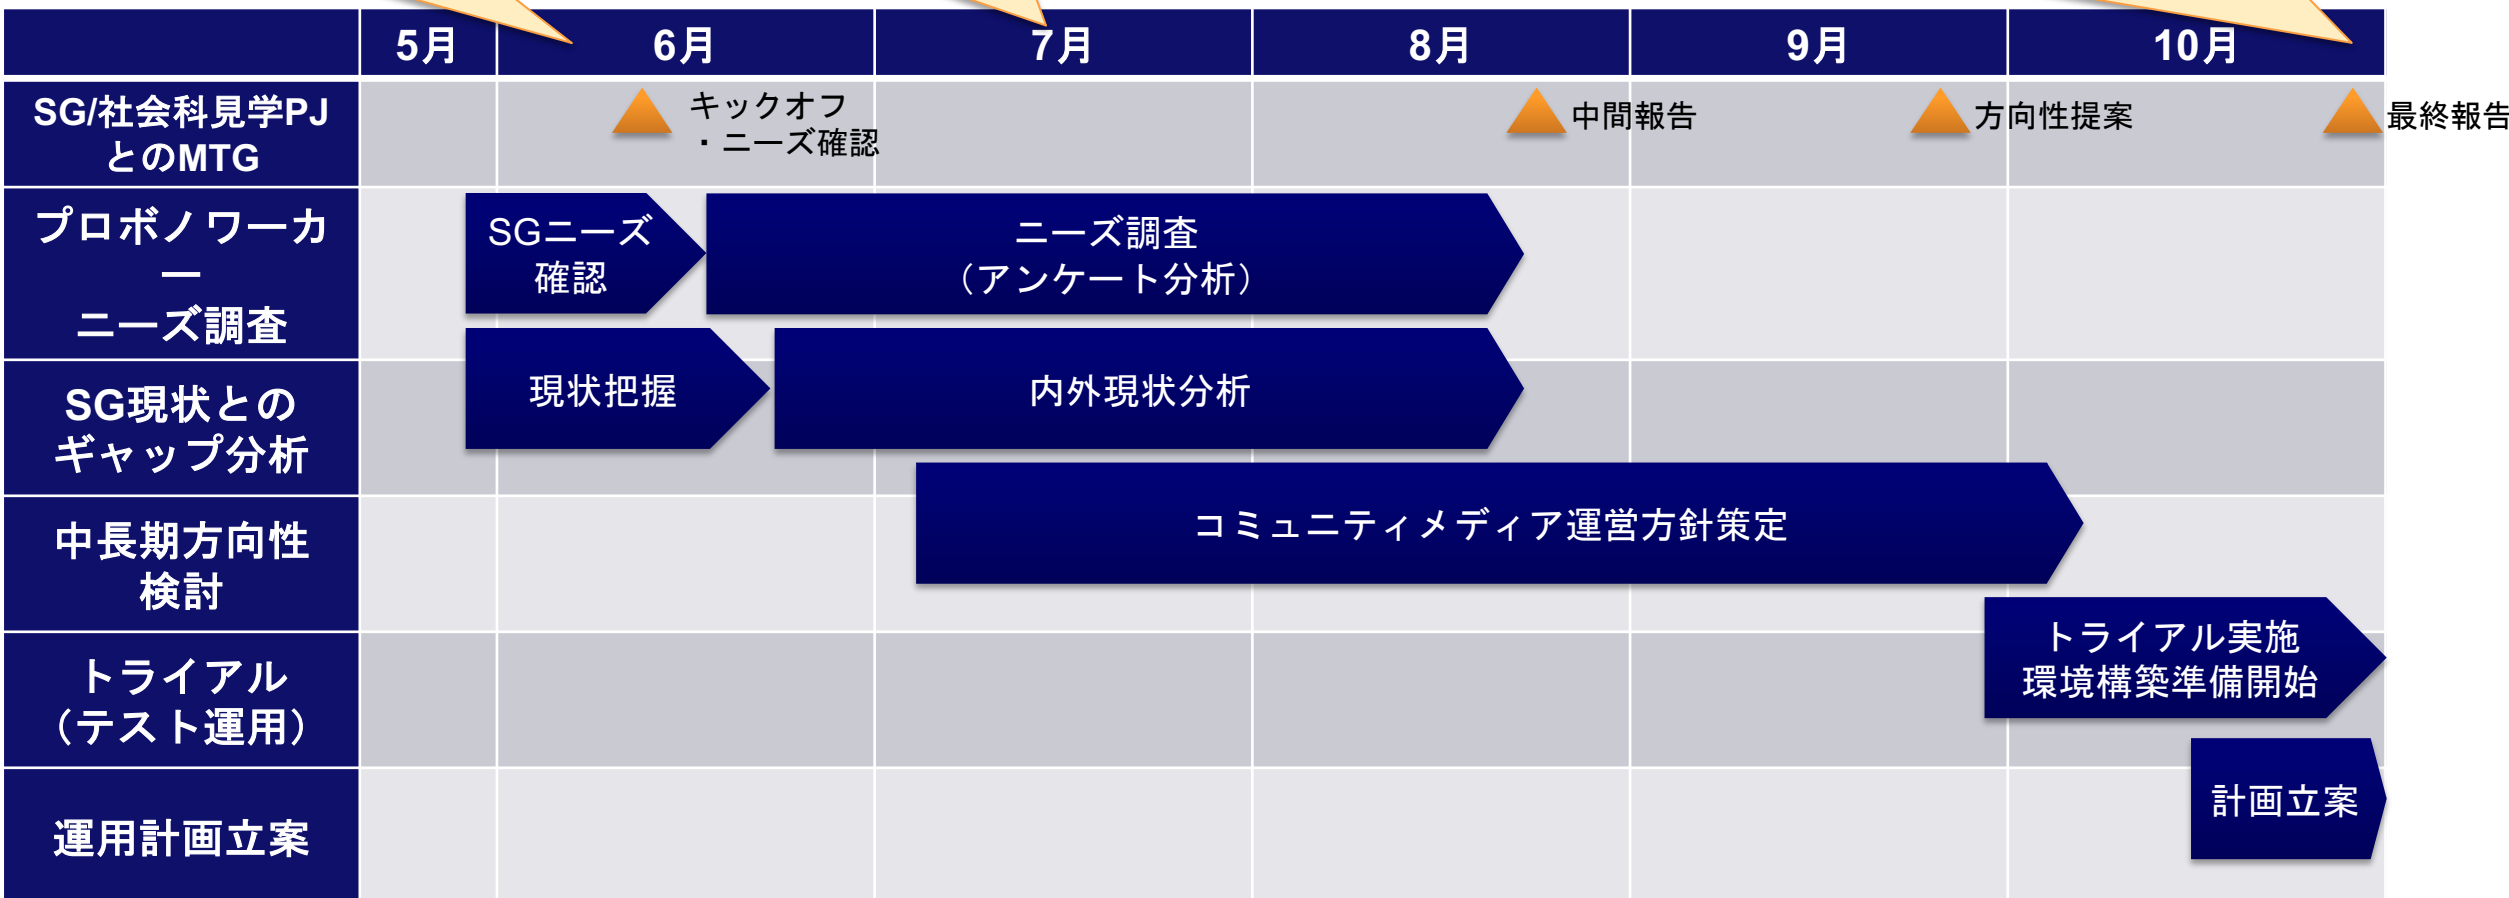 5月
6月
7月
8月
9月
10月
SG/社会科見学PJ
とのMTG
キックオフ
・ニーズ確認
中間報告
方向性提案
最終報告
プロボノワーカ
ー
ニーズ調査
SGニーズ
確認
ニーズ調査
（アンケート分析）
SG現状との
ギャップ分析
現状把握
内外現状分析
中長期方向性
検討
コミュニティメディア運営方針策定
トライアル
（テスト運用）
トライアル実施
環境構築準備開始
運用計画立案
計画立案